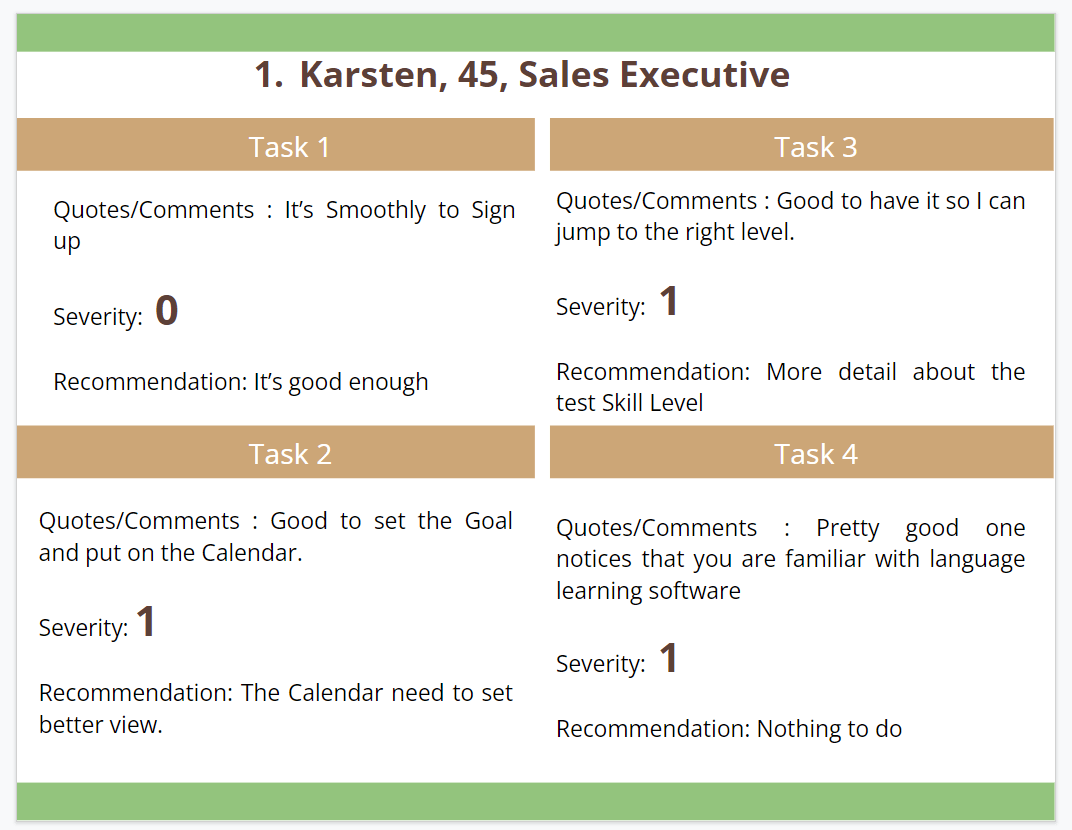 1. Karsten, 45, Sales Executive
Task 1
Quotes/Comments : It’s Smoothly to Sign
up
Severity: 0
Recommendation: It’s good enough
Task 2
Quotes/Comments : Good to set the Goal
and put on the Calendar.
Severity: 1
Recommendation: The Calendar need to set
better view.
Task 3
Quotes/Comments : Good to have it so I can
jump to the right level.
Severity: 1
Recommendation: More detail about the
test Skill Level
Task 4
Quotes/Comments : Pretty good one
notices that you are familiar with language
learning software
Severity: 1
Recommendation: Nothing to do